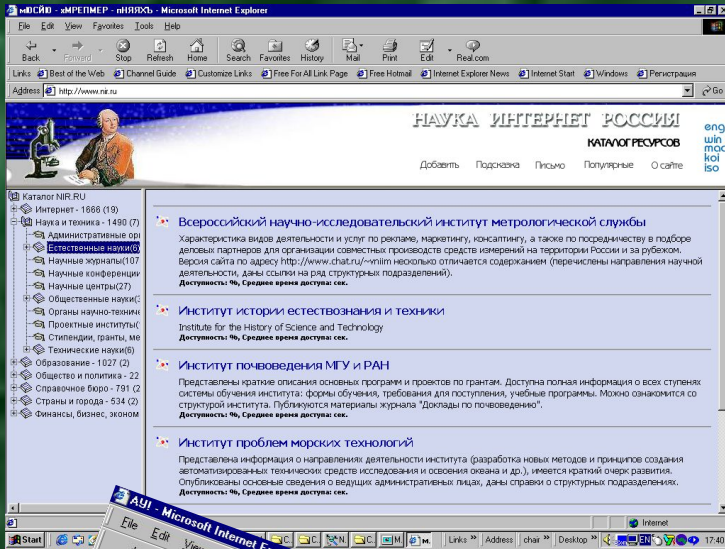 мЮСЙЮ - хМРЕПМЕР - пНЯЯХЪ - Microsoft Internet Explorer
File Edit View Favorites Tools Help
Back Forward Stop Refresh Home Search Favorites History Mail Print Edit Real.com
Links Best of the Web Channel Guide Customize Links Free For All Link Page Free Hotmail Internet Explorer News Internet Start Windows Регистрация
Address http://www.nir.ru Go
НАУКА ИНТЕРНЕТ РОССИЯ
КАТАЛОГ РЕСУРСОВ
Добавить Подсказка Письмо Популярные О сайте
eng
win
mac
koi
iso
Каталог NIR.RU
Интернет - 1666 (19)
Наука и техника - 1490 (7)
Административные орг
Естественные науки(6)
Научные журналы(107
Научные конференции
Научные центры(27)
Общественные науки(
Органы научно-техниче
Проектные институты(
Стипендии, гранты, ме
Технические науки(6)
Образование - 1027 (2)
Общество и политика - 22
Справочное бюро - 791 (2
Страны и города - 534 (2)
Финансы, бизнес, эконом
Всероссийский научно-исследовательский институт метрологической службы
Характеристика видов деятельности и услуг по рекламе, маркетингу, консалтингу, а также по посредничеству в подборе
деловых партнеров для организации совместных производств средств измерений на территории России и за рубежом.
Версия сайта по адресу http://www.chat.ru/~vniim несколько отличается содержанием (перечислены направления научной
деятельности, даны ссылки на ряд структурных подразделений).
Доступность: %, Среднее время доступа: сек.
Институт истории естествознания и техники
Institute for the History of Science and Technology
Доступность: %, Среднее время доступа: сек.
Институт почвоведения МГУ и РАН
Представлены краткие описания основных программ и проектов по грантам. Доступна полная информация о всех ступенях
системы обучения института: формы обучения, требования для поступления, учебные программы. Можно ознакомится со
структурой института. Публикуются материалы журнала "Доклады по почвоведению".
Доступность: %, Среднее время доступа: сек.
Институт проблем морских технологий
Представлена информация о направлениях деятельности института (разработка новых методов и принципов создания
автоматизированных технических средств исследования и освоения океана и др.), имеется краткий очерк развития.
Опубликованы основные сведения о ведущих административных лицах, даны справки о структурных подразделениях.
Доступность: %, Среднее время доступа: сек.
Internet
АУ! - Microsoft Internet Ex
File Edit View
Start C. C. N. C. M. м. Links Address chair Desktop EN 17:40